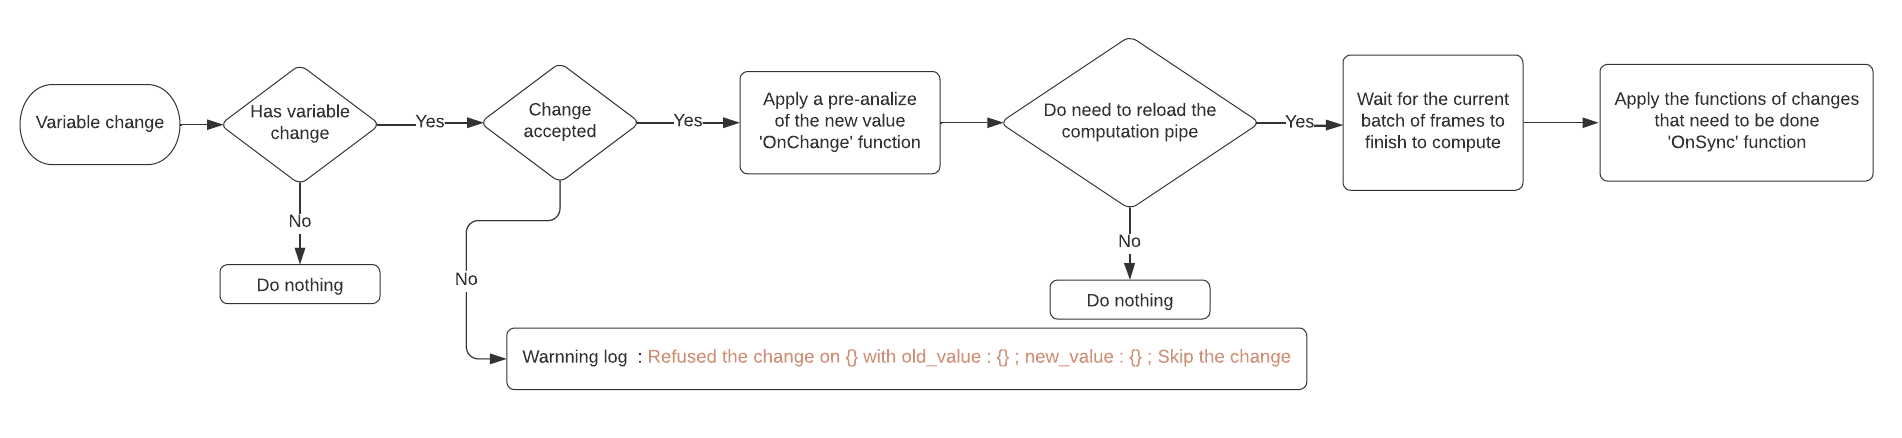 Variable change
Has variable
change
Yes
No
Do nothing
Change
accepted
Yes
No
Warnning log  : Refused the change on {} with old_value : {} ; new_value : {} ; Skip the change
Apply a pre-analize
of the new value
'OnChange' function
Do need to reload the
computation pipe
Yes
No
Do nothing
Wait for the current
batch of frames to
finish to compute
Apply the functions of changes
that need to be done
'OnSync' function